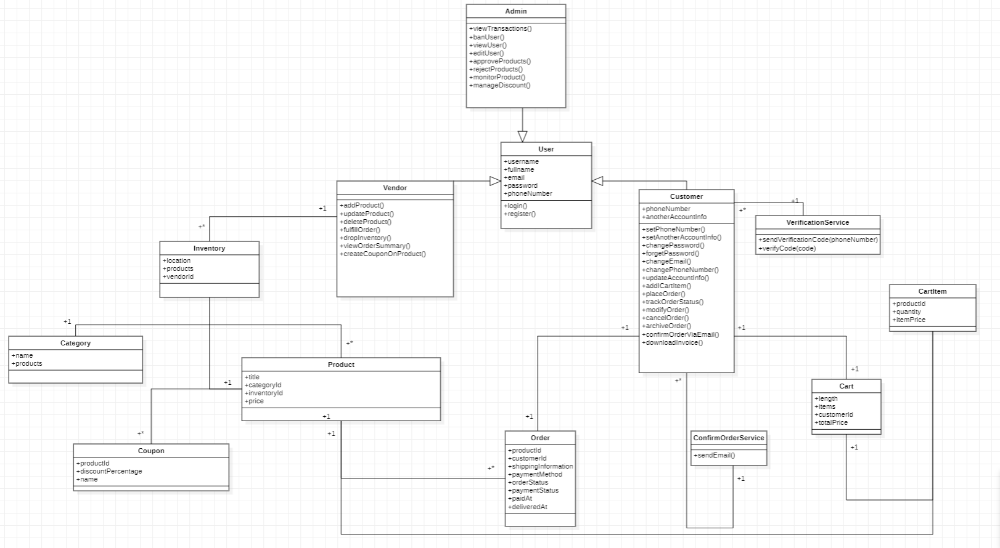 Admin
+viewTransactions()
+banUser()
+viewUser()
+editUser()
+approveProducts()
+rejectProducts()
+monitorProduct()
+manageDiscount()
User
+username
+fullname
+email
+password
+phoneNumber
+login()
+register()
Vendor
+addProduct()
+updateProduct()
+deleteProduct()
+fulfillOrder()
+dropInventory()
+viewOrderSummary()
+createCouponOnProduct()
+1
+*
Inventory
+location
+products
+vendorId
Customer
+phoneNumber
+anotherAccountInfo
+setPhoneNumber()
+setAnotherAccountInfo()
+changePassword()
+forgetPassword()
+changeEmail()
+changePhoneNumber()
+updateAccountInfo()
+addICartItem()
+placeOrder()
+trackOrderStatus()
+modifyOrder()
+cancelOrder()
+archiveOrder()
+confirmOrderViaEmail()
+downloadInvoice()
+1
+*
VerificationService
+sendVerificationCode(phoneNumber)
+verifyCode(code)
CartItem
+productId
+quantity
+itemPrice
+1
Category
+name
+products
+*
Product
+title
+categoryId
+inventoryId
+price
+1
+1
+1
+*
Coupon
+productId
+discountPercentage
+name
+1
+1
+*
Order
+productId
+customerId
+shippingInformation
+paymentMethod
+orderStatus
+paymentStatus
+paidAt
+deliveredAt
+*
ConfirmOrderService
+sendEmail()
+1
+1
+1
Cart
+length
+items
+customerId
+totalPrice
+1